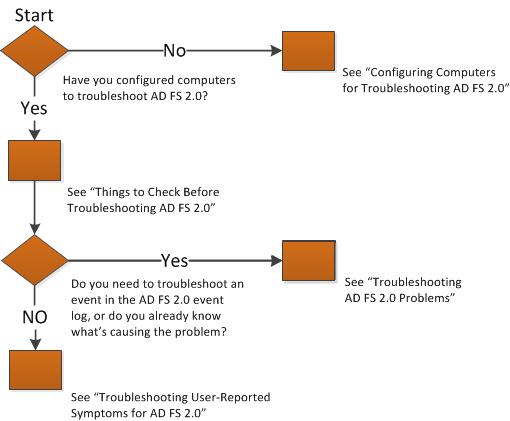 Start
No
Have you configured computers
to troubleshoot AD FS 2.0?
See “Configuring Computers
for Troubleshooting AD FS 2.0”
Yes
See “Things to Check Before
Troubleshooting AD FS 2.0”
Yes
Do you need to troubleshoot an
event in the AD FS 2.0 event
log, or do you already know
what’s causing the problem?
See “Troubleshooting
AD FS 2.0 Problems”
NO
See “Troubleshooting User-Reported
Symptoms for AD FS 2.0”